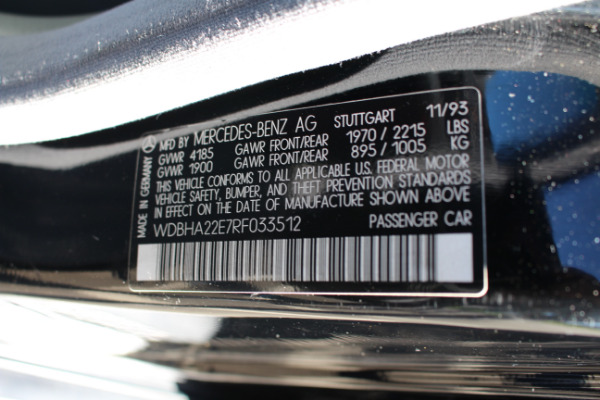 MADE IN GERMANY
MFD BY MERCEDES-BENZ AG STUTTGART 11/93
GVWR 4185 GAWR FRONT/REAR 1970 / 2215 LBS
GVWR 1900 GAWR FRONT/REAR 895 / 1005 KG
THIS VEHICLE CONFORMS TO ALL APPLICABLE U.S. FEDERAL MOTOR
VEHICLE SAFETY, BUMPER, AND THEFT PREVENTION STANDARDS
IN EFFECT ON THE DATE OF MANUFACTURE SHOWN ABOVE
WDBHA22E7RF033512 PASSENGER CAR